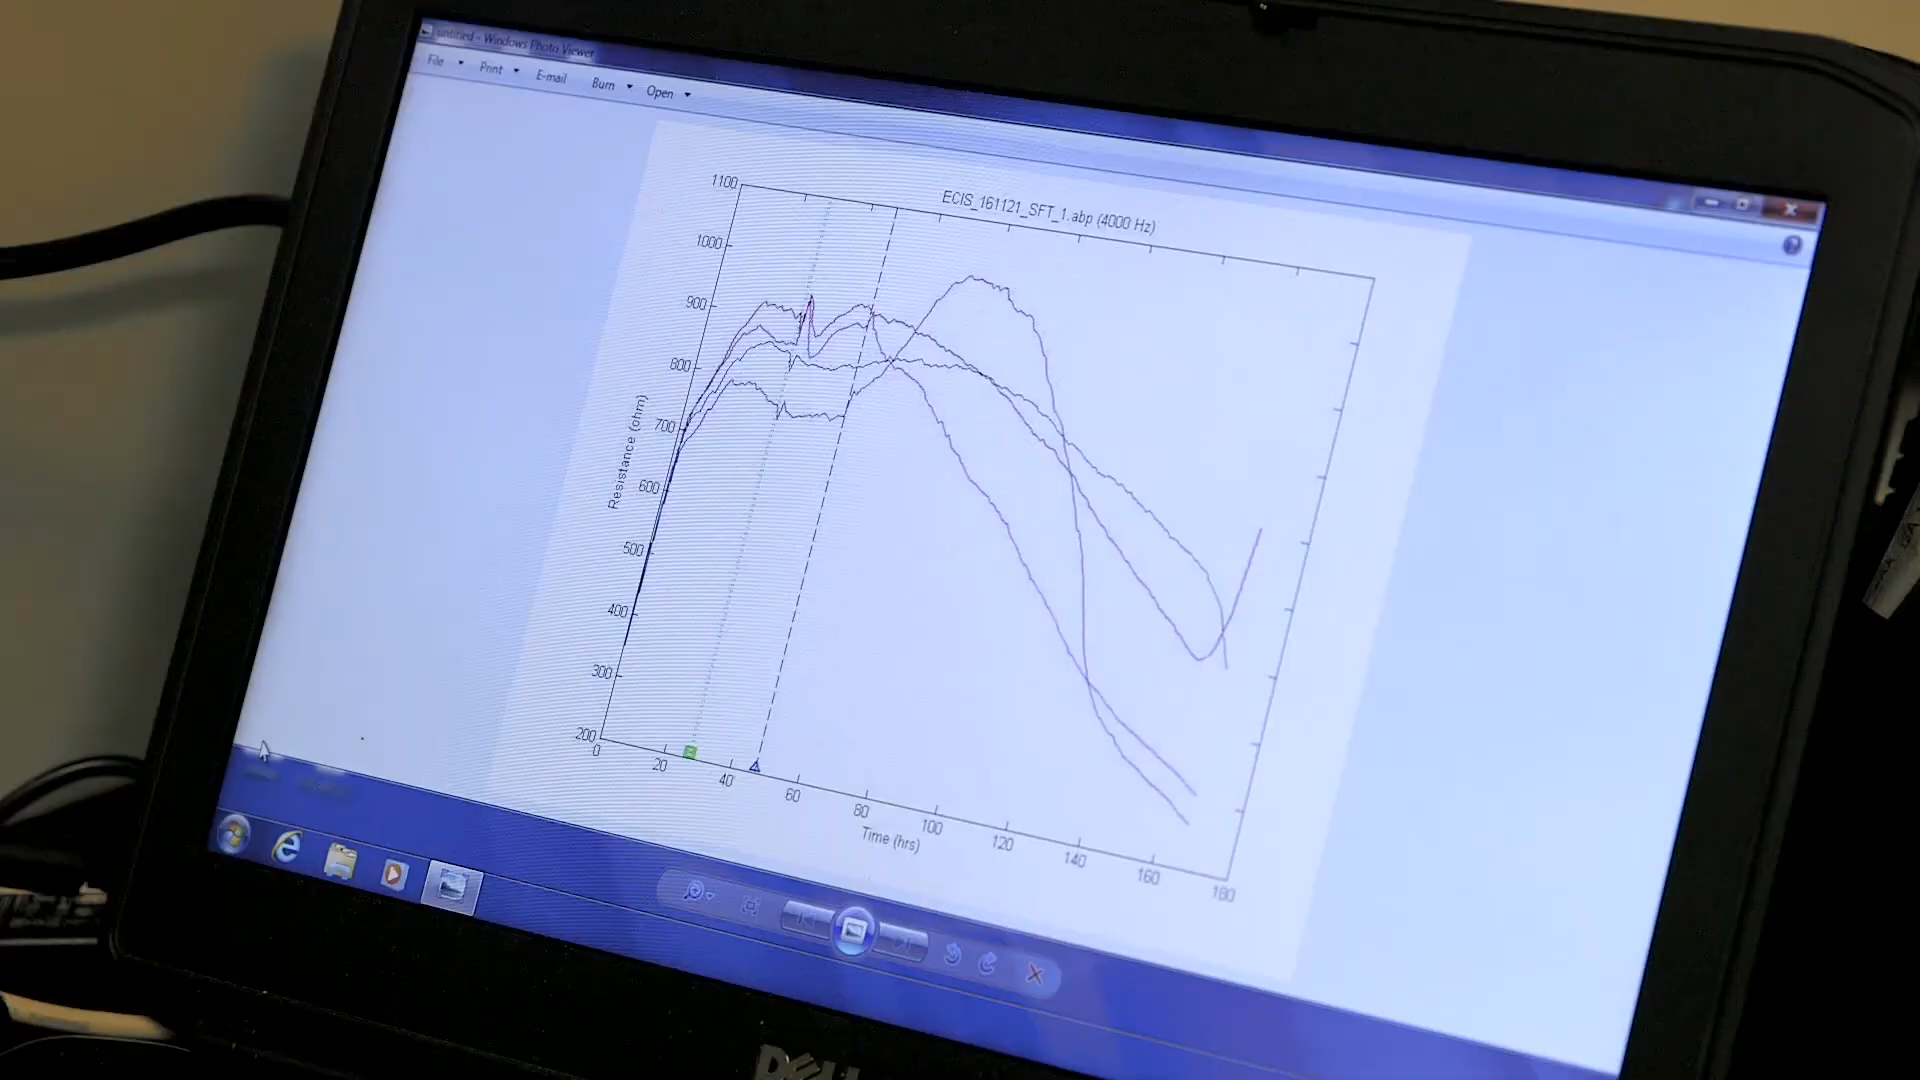 untitled - Windows Photo Viewer
File Print E-mail Burn Open
ECIS_161121_SFT_1.abp (4000 Hz)
1100
1000
900
800
700
600
500
400
300
200
Resistance (ohm)
0 20 40 60 80 100 120 140 160 180
Time (hrs)
DELL